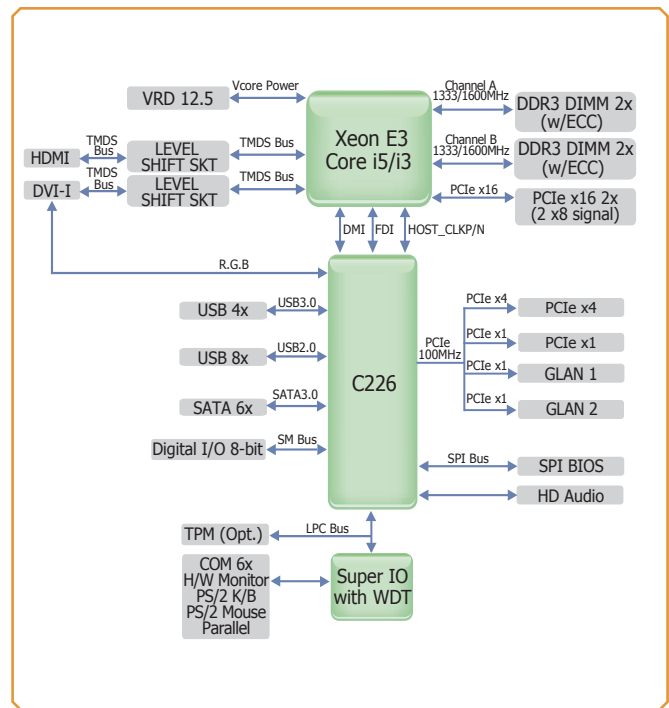 VRD 12.5
Vcore Power
Xeon E3
Core i5/i3
Channel A
1333/1600MHz
DDR3 DIMM 2x
(w/ECC)
Channel B
1333/1600MHz
DDR3 DIMM 2x
(w/ECC)
HDMI
TMDS
Bus
LEVEL
SHIFT SKT
TMDS Bus
DVI-I
TMDS
Bus
LEVEL
SHIFT SKT
TMDS Bus
PCIe x16
PCIe x16 2x
(2 x8 signal)
DMI
FDI
HOST_CLKP/N
R.G.B
C226
USB 4x
USB3.0
USB 8x
USB2.0
SATA 6x
SATA3.0
Digital I/O 8-bit
SM Bus
PCIe
100MHz
PCIe x4
PCIe x4
PCIe x1
PCIe x1
PCIe x1
GLAN 1
PCIe x1
GLAN 2
SPI Bus
SPI BIOS
HD Audio
TPM (Opt.)
LPC Bus
COM 6x
H/W Monitor
PS/2 K/B
PS/2 Mouse
Parallel
Super IO
with WDT